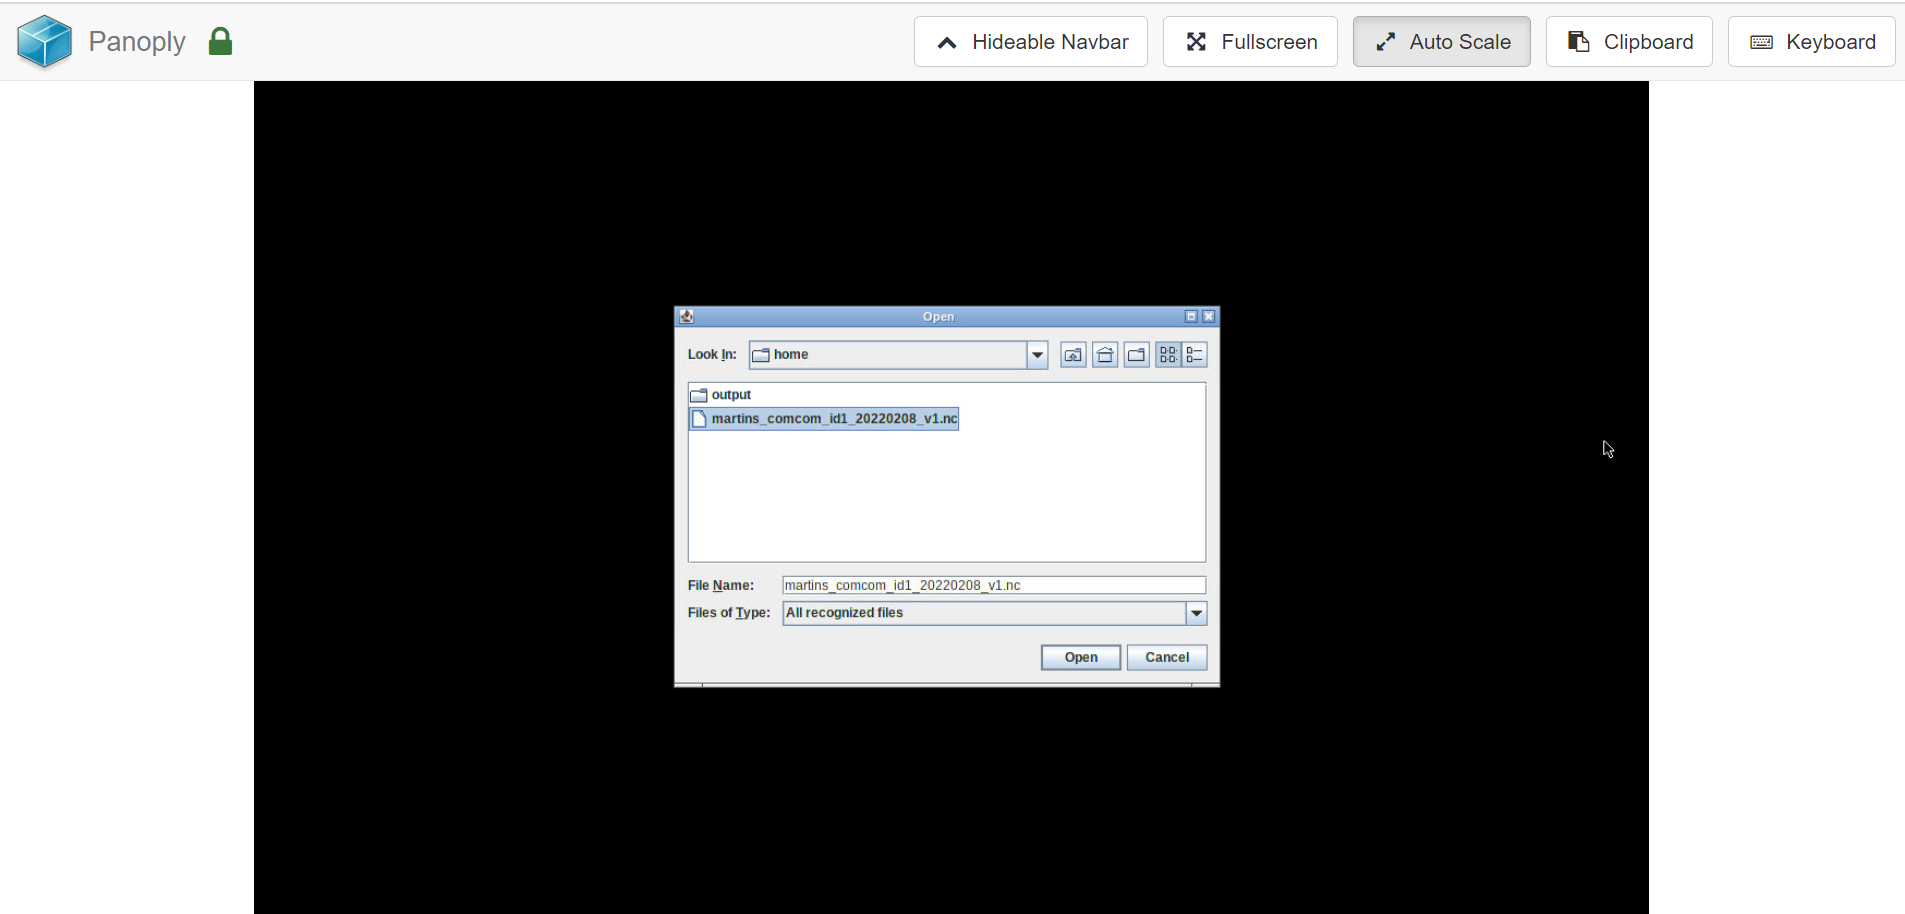 Panoply
Hideable Navbar
Fullscreen
Auto Scale
Clipboard
Keyboard
Open
Look In:
home
output
martins_comcom_id1_20220208_v1.nc
File Name:
martins_comcom_id1_20220208_v1.nc
Files of Type:
All recognized files
Open
Cancel